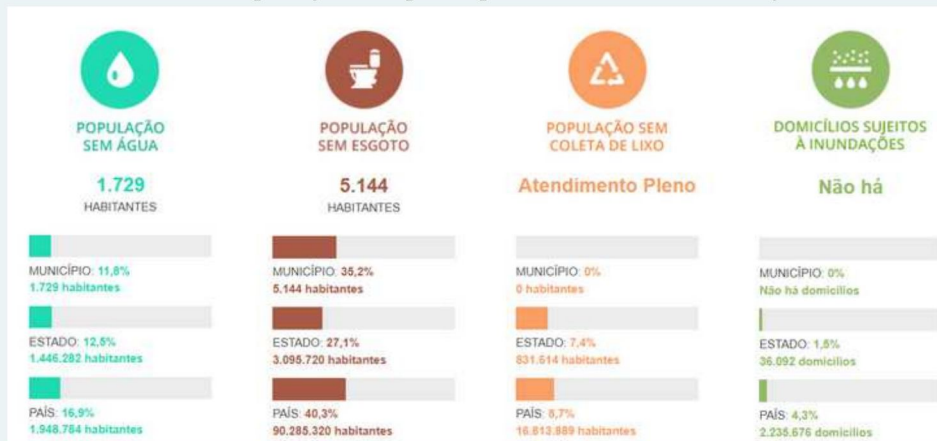 POPULAÇÃO
SEM ÁGUA
1.729
HABITANTES
MUNICÍPIO: 11,8%
1.729 habitantes
ESTADO: 12,5%
1.446.282 habitantes
PAÍS: 16,9%
1.948.784 habitantes
POPULAÇÃO
SEM ESGOTO
5.144
HABITANTES
MUNICÍPIO: 35,2%
5.144 habitantes
ESTADO: 27,1%
3.095.720 habitantes
PAÍS: 40,3%
90.285.320 habitantes
POPULAÇÃO SEM
COLETA DE LIXO
Atendimento Pleno
MUNICÍPIO: 0%
0 habitantes
ESTADO: 7,4%
831.614 habitantes
PAÍS: 8,7%
16.813.889 habitantes
DOMICÍLIOS SUJEITOS
À INUNDAÇÕES
Não há
MUNICÍPIO: 0%
Não há domicílios
ESTADO: 1,5%
36.092 domicílios
PAÍS: 4,3%
2.235.676 domicílios